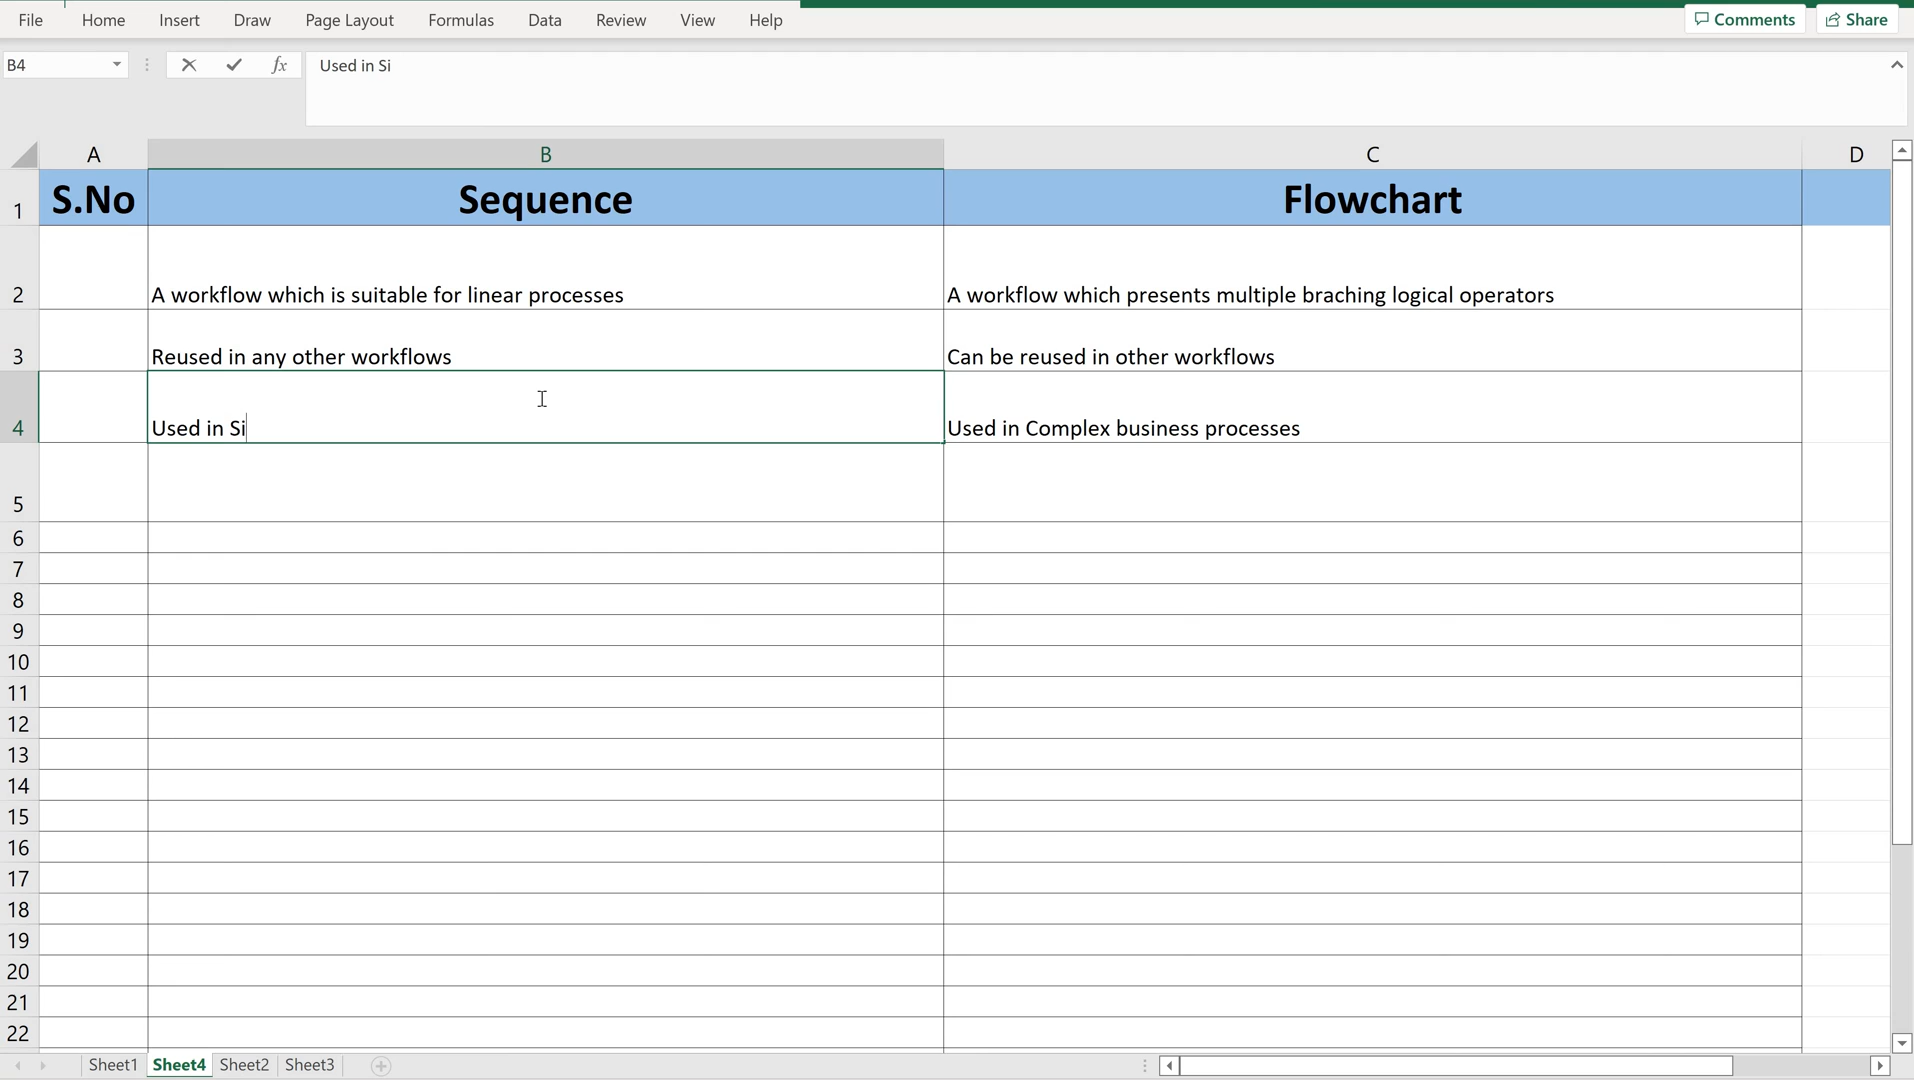 File Home Insert Draw Page Layout Formulas Data Review View Help Comments Share
B4 fx Used in Si
A B C D
1 S.No Sequence Flowchart
2 A workflow which is suitable for linear processes A workflow which presents multiple braching logical operators
3 Reused in any other workflows Can be reused in other workflows
4 Used in Si Used in Complex business processes
5
6
7
8
9
10
11
12
13
14
15
16
17
18
19
20
21
22
Sheet1 Sheet4 Sheet2 Sheet3